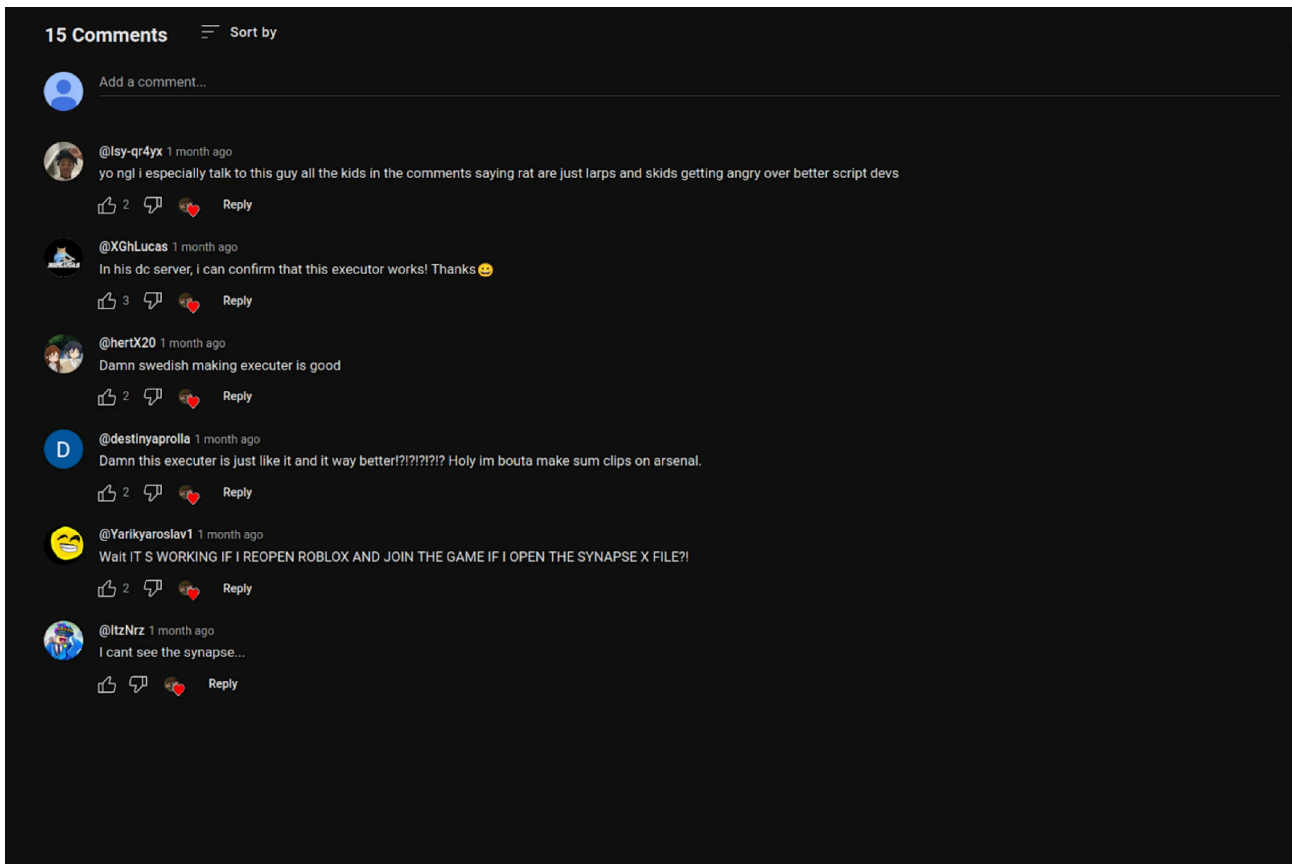 15 Comments
Sort by
Add a comment...
@lsy-qr4yx 1 month ago
yo ngl i especially talk to this guy all the kids in the comments saying rat are just larps and skids getting angry over better script devs
2
Reply
@XGhLucas 1 month ago
In his dc server, i can confirm that this executor works! Thanks😀
3
Reply
@hertX20 1 month ago
Damn swedish making executer is good
2
Reply
D
@destinyaprolla 1 month ago
Damn this executer is just like it and it way better!?!?!?!?!? Holy im bouta make sum clips on arsenal.
2
Reply
@Yarikyaroslav1 1 month ago
Wait IT S WORKING IF I REOPEN ROBLOX AND JOIN THE GAME IF I OPEN THE SYNAPSE X FILE?!
2
Reply
@ItzNrz 1 month ago
I cant see the synapse...
Reply